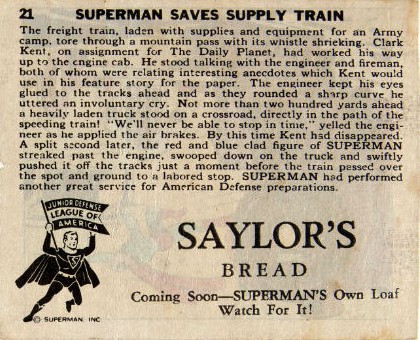 21 SUPERMAN SAVES SUPPLY TRAIN
The freight train, laden with supplies and equipment for an Army
camp, tore through a mountain pass with its whistle shrieking. Clark
Kent, on assignment for The Daily Planet, had worked his way
up to the engine cab. He stood talking with the engineer and fireman,
both of whom were relating interesting anecdotes which Kent would
use in his feature story for the paper. The engineer kept his eyes
glued to the tracks ahead and as they rounded a sharp curve he
uttered an involuntary cry. Not more than two hundred yards ahead
a heavily laden truck stood on a crossroad, directly in the path of the
speeding train! "We'll never be able to stop in time," yelled the engi-
neer as he applied the air brakes. By this time Kent had disappeared.
A split second later, the red and blue clad figure of SUPERMAN
streaked past the engine, swooped down on the truck and swiftly
pushed it off the tracks just a moment before the train passed over
the spot and ground to a labored stop. SUPERMAN had performed
another great service for American Defense preparations.
JUNIOR DEFENSE
LEAGUE OF
AMERICA
S
© SUPERMAN, INC
SAYLOR'S
BREAD
Coming Soon—SUPERMAN'S Own Loaf
Watch For It!